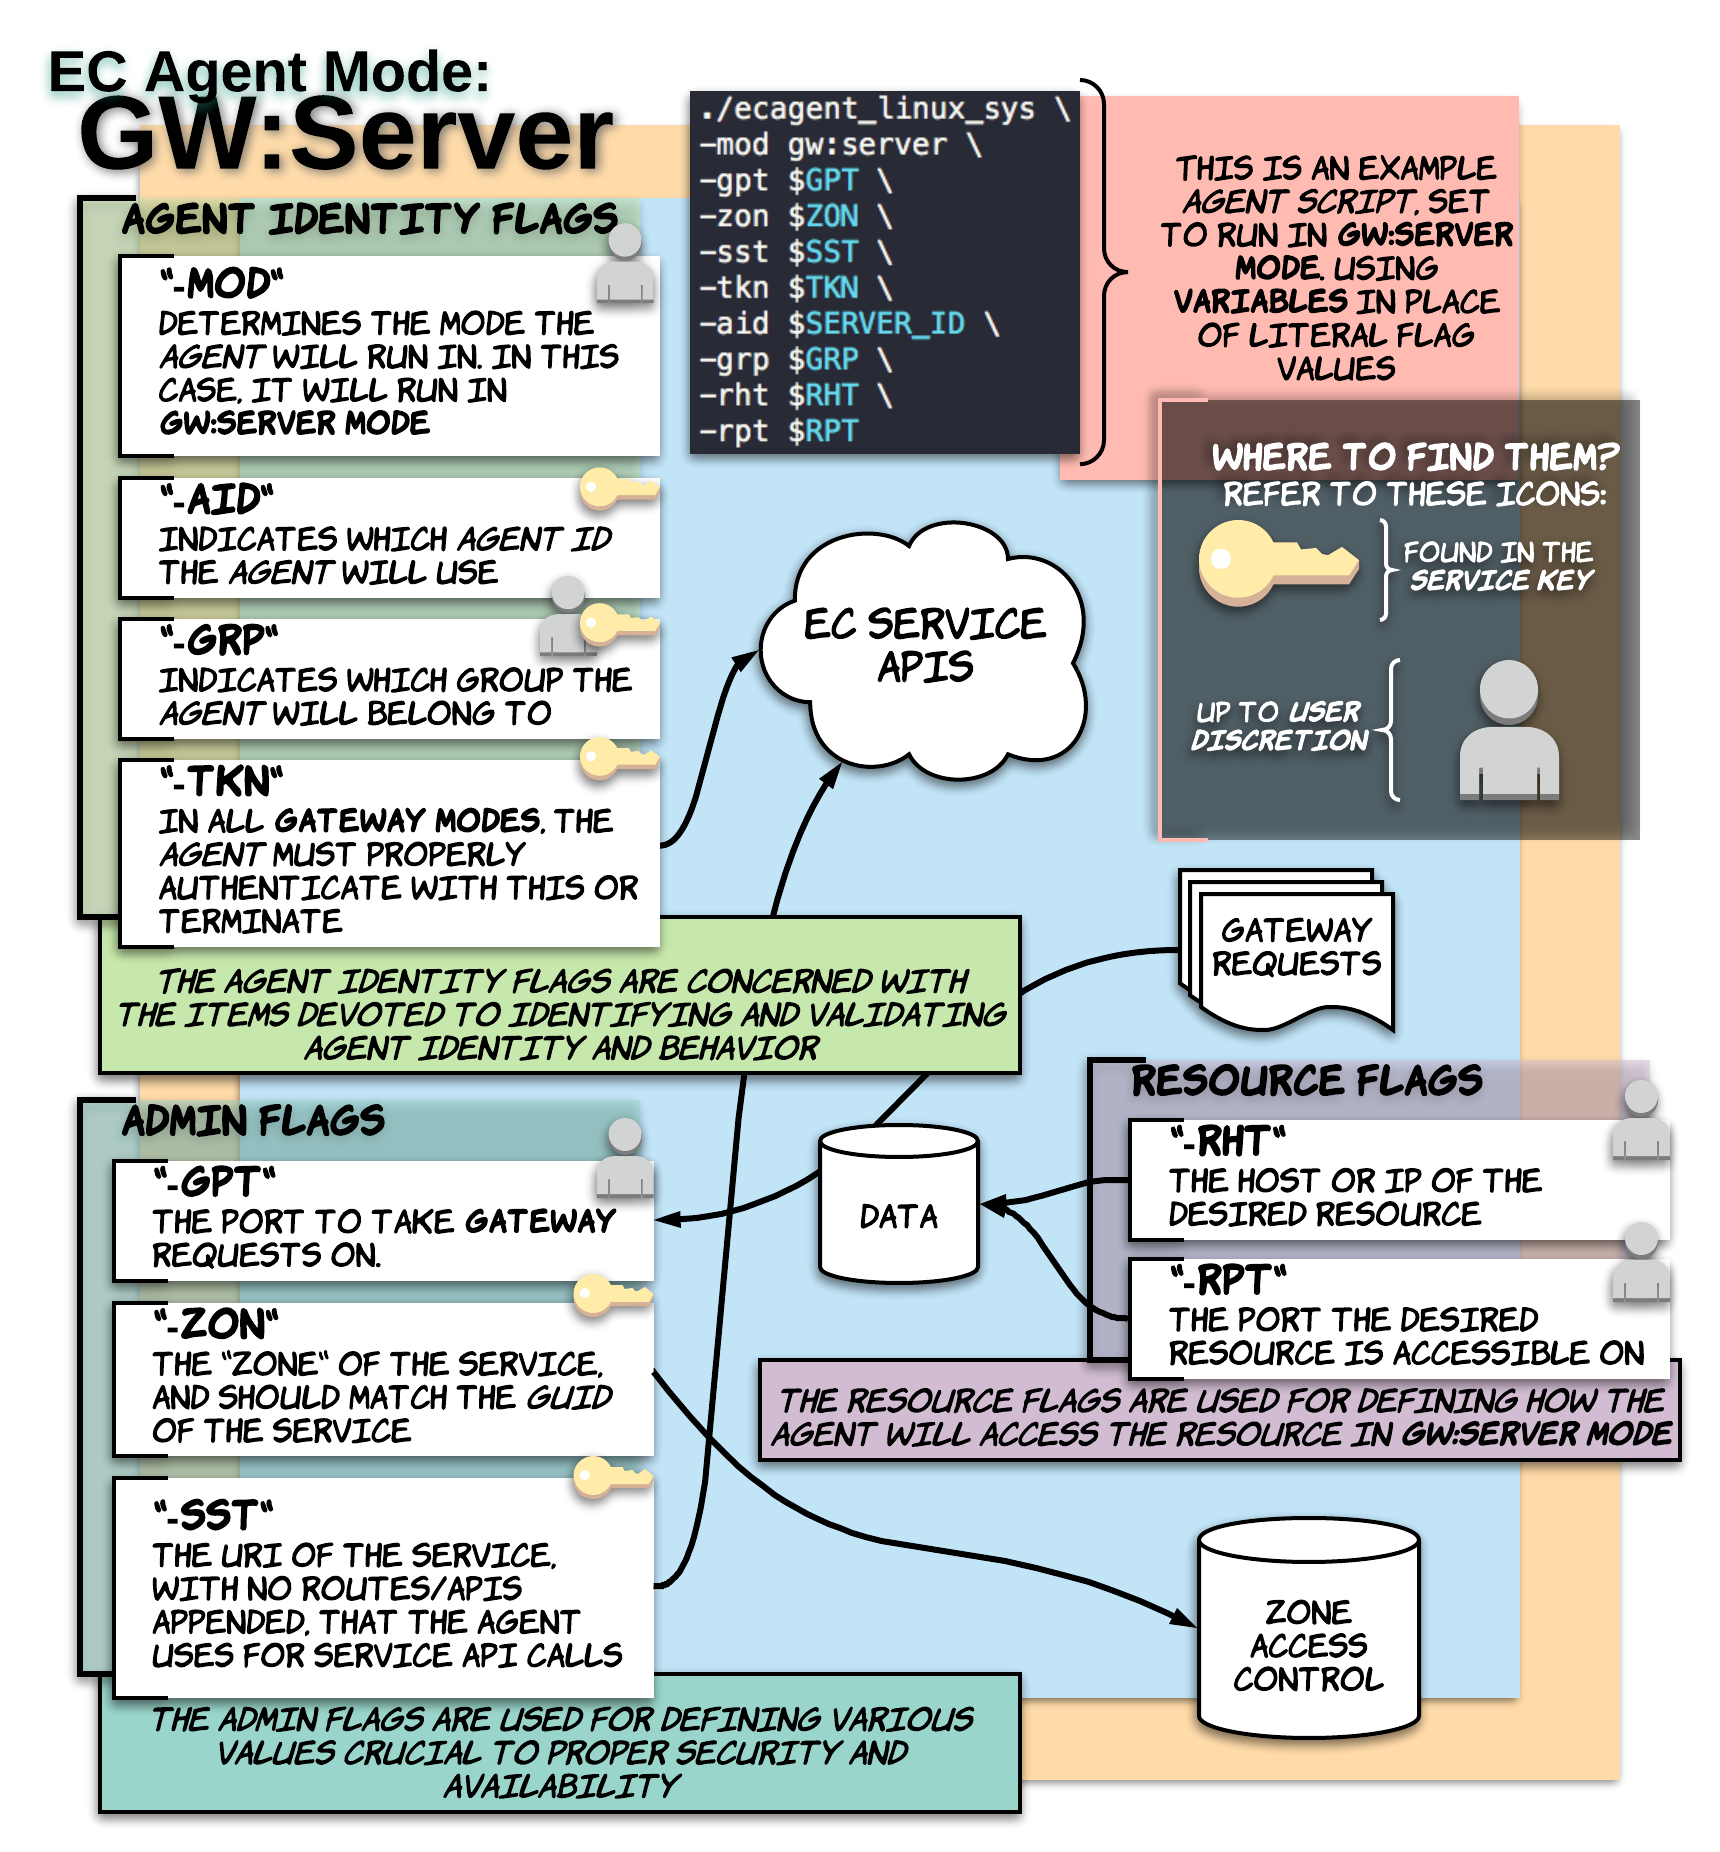 EC Agent Mode:
GW:Server
./ecagent_linux_sys \
-mod gw:server \
-gpt $GPT \
-zon $ZON \
-sst $SST \
-tkn $TKN \
-aid $SERVER_ID \
-grp $GRP \
-rht $RHT \
-rpt $RPT
THIS IS AN EXAMPLE
AGENT SCRIPT, SET
TO RUN IN GW:SERVER
MODE, USING
VARIABLES IN PLACE
OF LITERAL FLAG
VALUES
WHERE TO FIND THEM?
REFER TO THESE ICONS:
FOUND IN THE
SERVICE KEY
UP TO USER
DISCRETION
AGENT IDENTITY FLAGS
"-MOD"
DETERMINES THE MODE THE
AGENT WILL RUN IN. IN THIS
CASE, IT WILL RUN IN
GW:SERVER MODE
"-AID"
INDICATES WHICH AGENT ID
THE AGENT WILL USE
"-GRP"
INDICATES WHICH GROUP THE
AGENT WILL BELONG TO
"-TKN"
IN ALL GATEWAY MODES, THE
AGENT MUST PROPERLY
AUTHENTICATE WITH THIS OR
TERMINATE
THE AGENT IDENTITY FLAGS ARE CONCERNED WITH
THE ITEMS DEVOTED TO IDENTIFYING AND VALIDATING
AGENT IDENTITY AND BEHAVIOR
EC SERVICE
APIS
GATEWAY
REQUESTS
DATA
RESOURCE FLAGS
"-RHT"
THE HOST OR IP OF THE
DESIRED RESOURCE
"-RPT"
THE PORT THE DESIRED
RESOURCE IS ACCESSIBLE ON
THE RESOURCE FLAGS ARE USED FOR DEFINING HOW THE
AGENT WILL ACCESS THE RESOURCE IN GW:SERVER MODE
ADMIN FLAGS
"-GPT"
THE PORT TO TAKE GATEWAY
REQUESTS ON.
"-ZON"
THE "ZONE" OF THE SERVICE,
AND SHOULD MATCH THE GUID
OF THE SERVICE
"-SST"
THE URI OF THE SERVICE,
WITH NO ROUTES/APIS
APPENDED, THAT THE AGENT
USES FOR SERVICE API CALLS
THE ADMIN FLAGS ARE USED FOR DEFINING VARIOUS
VALUES CRUCIAL TO PROPER SECURITY AND
AVAILABILITY
ZONE
ACCESS
CONTROL